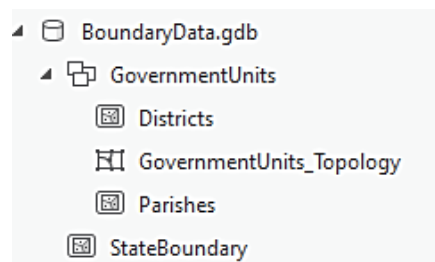 BoundaryData.gdb
GovernmentUnits
Districts
GovernmentUnits_Topology
Parishes
StateBoundary